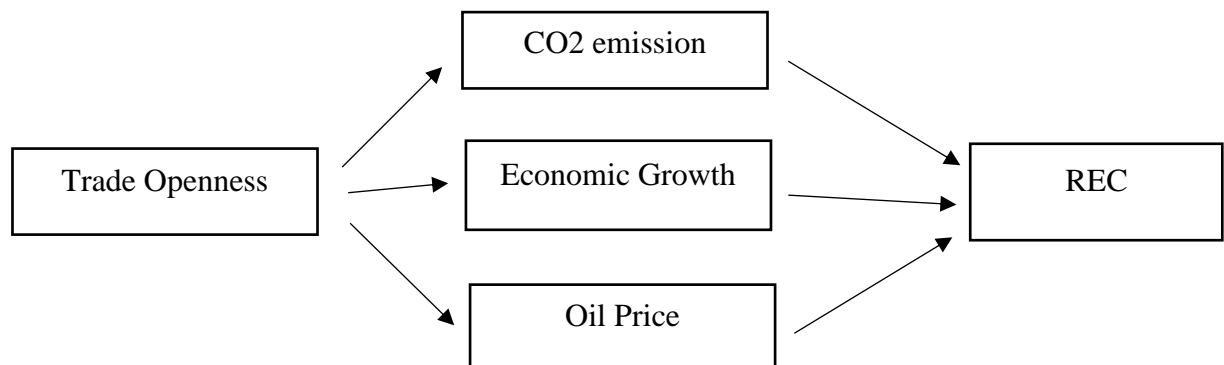 CO2 emission
Trade Openness
Economic Growth
REC
Oil Price